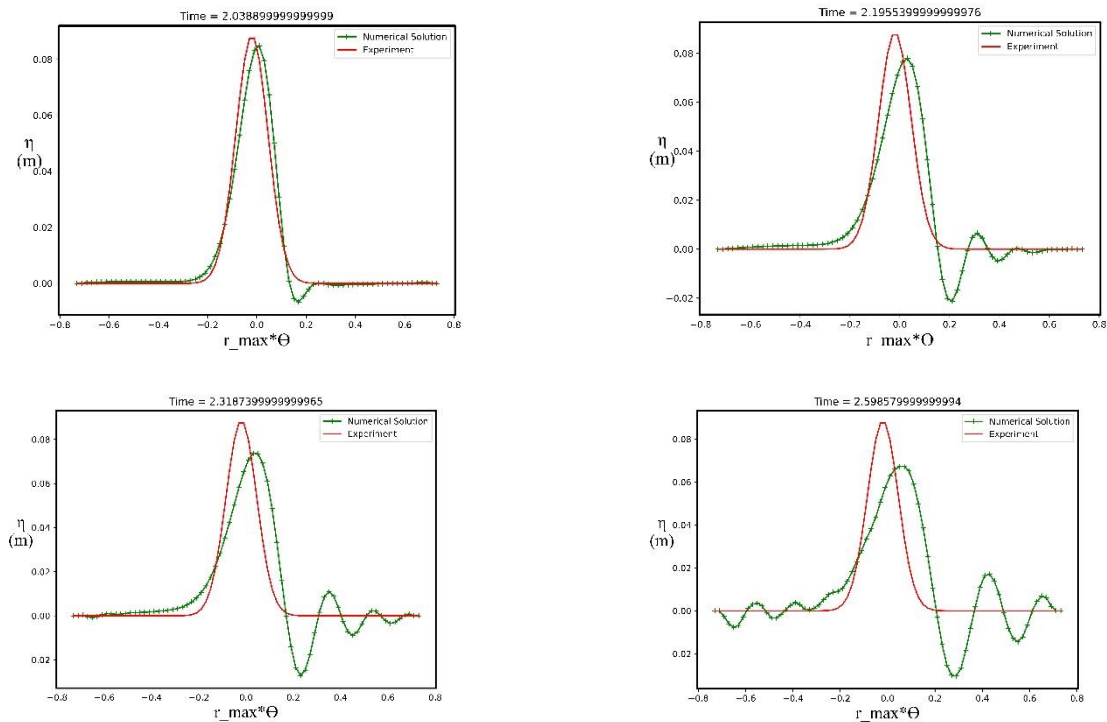 Time = 2.038899999999999
Numerical Solution
Experiment
0.08
0.06
0.04
0.02
0.00
η
(m)
−0.8 −0.6 −0.4 −0.2 0.0 0.2 0.4 0.6 0.8
r_max*Θ
Time = 2.1955399999999976
Numerical Solution
Experiment
0.08
0.06
0.04
0.02
0.00
−0.02
η
(m)
−0.8 −0.6 −0.4 −0.2 0.0 0.2 0.4 0.6 0.8
r max*O
Time = 2.3187399999999965
Numerical Solution
Experiment
0.08
0.06
0.04
0.02
0.00
0.02
η
(m)
−0.8 −0.6 −0.4 −0.2 0.0 0.2 0.4 0.6 0.8
r_max*Θ
Time = 2.598579999999994
Numerical Solution
Experiment
0.08
0.06
0.04
0.02
0.00
0.02
η
(m)
−0.8 −0.6 −0.4 −0.2 0.0 0.2 0.4 0.6 0.8
r_max*Θ